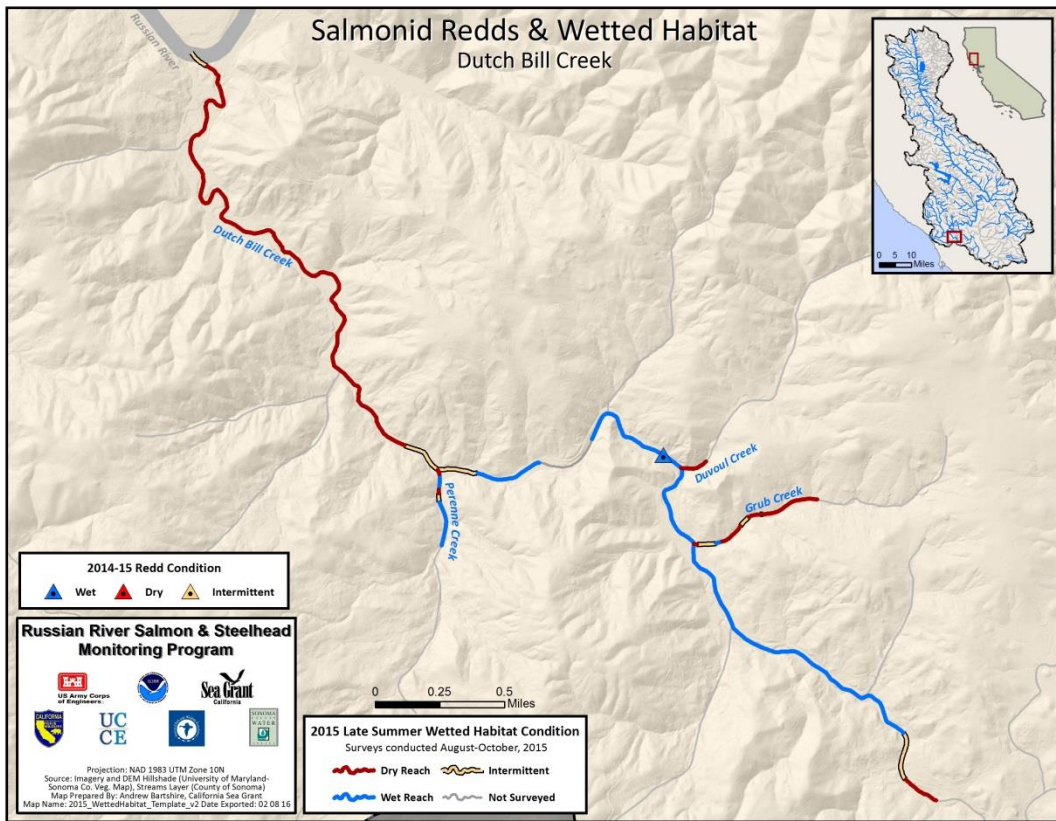 Salmonid Redds & Wetted Habitat
Dutch Bill Creek
Russian River
Dutch Bill Creek
Perenne Creek
Duvoul Creek
Grub Creek
0 5 10
Miles
2014-15 Redd Condition
Wet Dry Intermittent
Russian River Salmon & Steelhead
Monitoring Program
US Army Corps
of Engineers
Sea Grant
California
CALIFORNIA
UC
CE
SONOMA
COUNTY
WATER
Projection: NAD 1983 UTM Zone 10N
Source: Imagery and DEM Hillshade (University of Maryland-
Sonoma Co. Veg. Map), Streams Layer (County of Sonoma)
Map Prepared By: Andrew Bartshire, California Sea Grant
Map Name: 2015_WettedHabitat_Template_v2 Date Exported: 02 08 16
0 0.25 0.5
Miles
2015 Late Summer Wetted Habitat Condition
Surveys conducted August-October, 2015
Dry Reach Intermittent
Wet Reach Not Surveyed